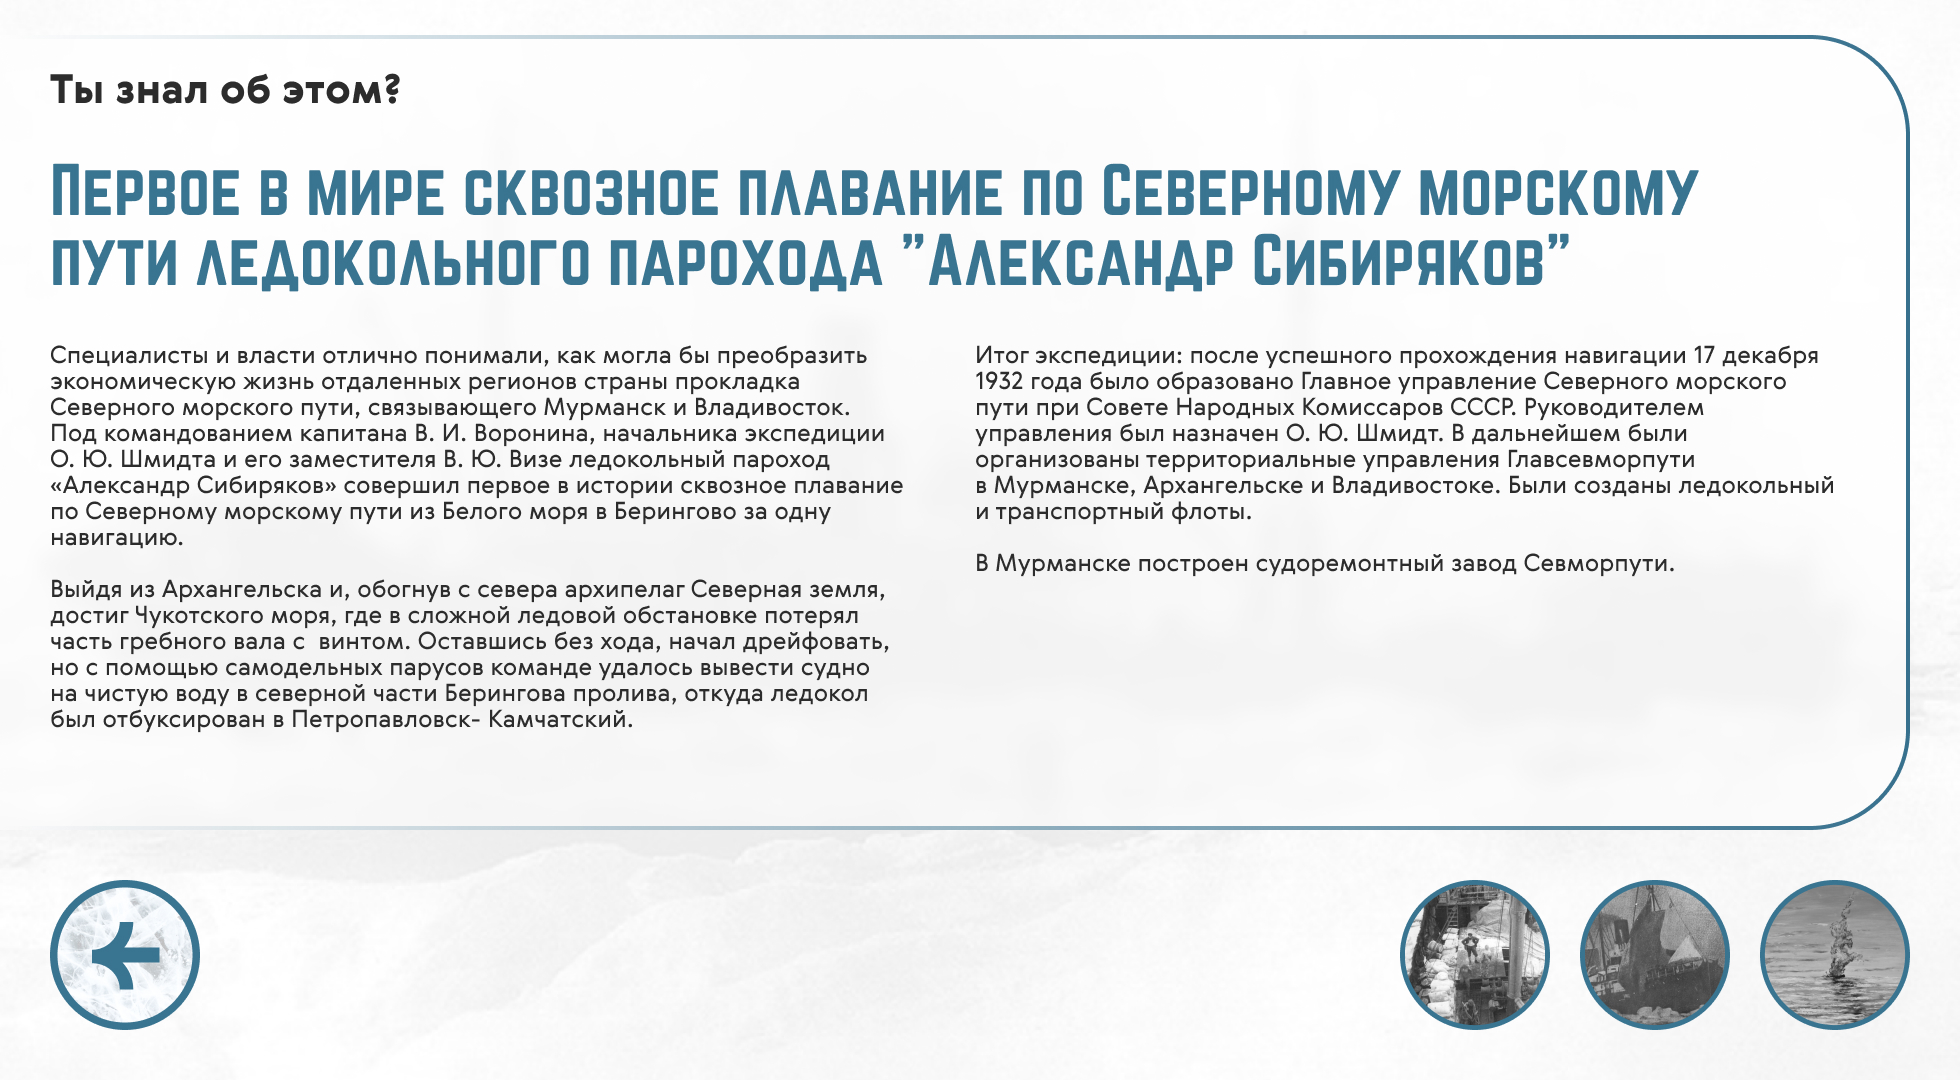 Ты знал об этом?
Первое в мире сквозное плавание по Северному морскому
пути ледокольного парохода ”Александр Сибиряков”
Специалисты и власти отлично понимали, как могла бы преобразить
экономическую жизнь отдаленных регионов страны прокладка
Северного морского пути, связывающего Мурманск и Владивосток.
Под командованием капитана В. И. Воронина, начальника экспедиции
О. Ю. Шмидта и его заместителя В. Ю. Визе ледокольный пароход
«Александр Сибиряков» совершил первое в истории сквозное плавание
по Северному морскому пути из Белого моря в Берингово за одну
навигацию.
Выйдя из Архангельска и, обогнув с севера архипелаг Северная земля,
достиг Чукотского моря, где в сложной ледовой обстановке потерял
часть гребного вала с  винтом. Оставшись без хода, начал дрейфовать,
но с помощью самодельных парусов команде удалось вывести судно
на чистую воду в северной части Берингова пролива, откуда ледокол
был отбуксирован в Петропавловск- Камчатский.
Итог экспедиции: после успешного прохождения навигации 17 декабря
1932 года было образовано Главное управление Северного морского
пути при Совете Народных Комиссаров СССР. Руководителем
управления был назначен О. Ю. Шмидт. В дальнейшем были
организованы территориальные управления Главсевморпути
в Мурманске, Архангельске и Владивостоке. Были созданы ледокольный
и транспортный флоты.
В Мурманске построен судоремонтный завод Севморпути.